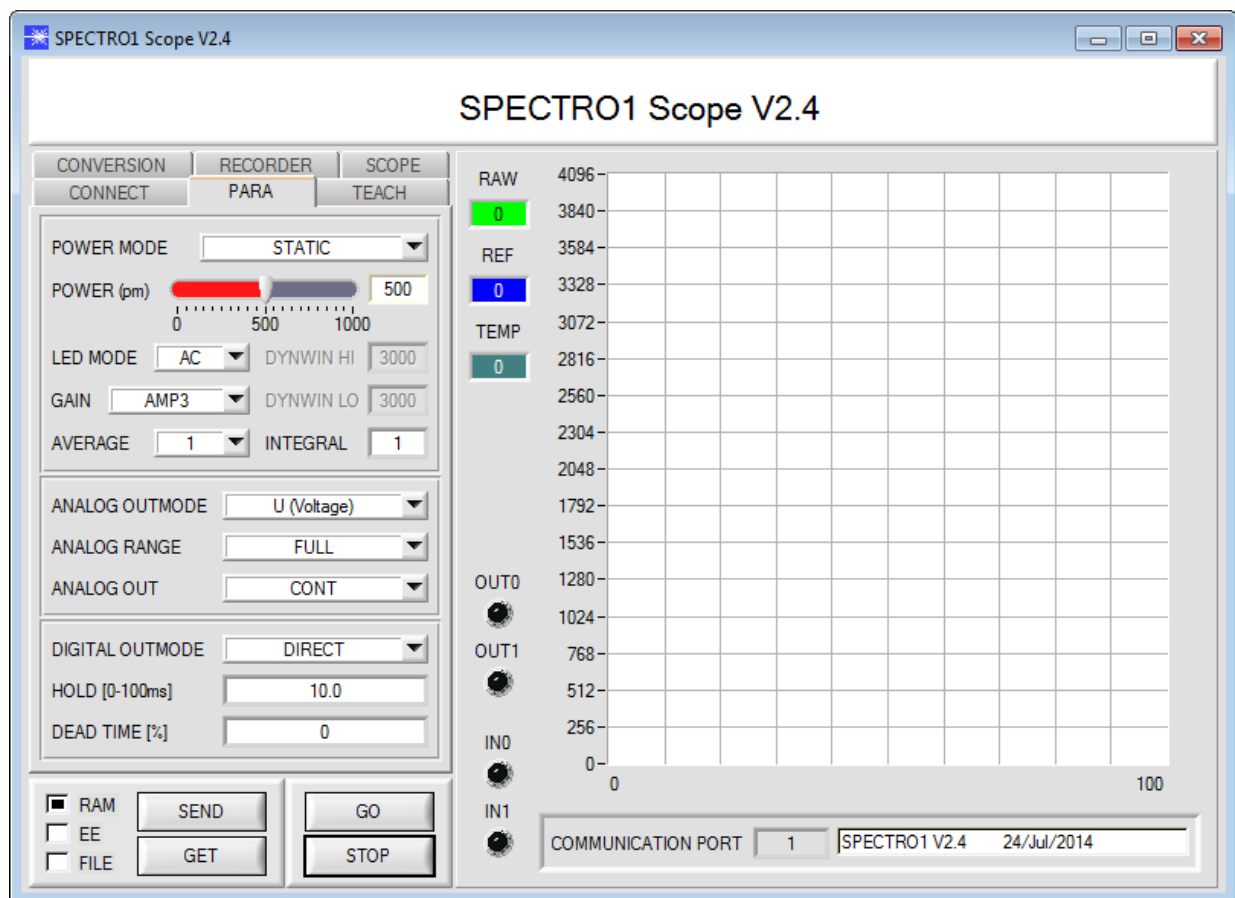 SPECTRO1 Scope V2.4
SPECTRO1 Scope V2.4
CONVERSION RECORDER SCOPE
CONNECT PARA TEACH
POWER MODE STATIC
POWER (pm) 500
0 500 1000
LED MODE AC DYNWIN HI 3000
GAIN AMP3 DYNWIN LO 3000
AVERAGE 1 INTEGRAL 1
ANALOG OUTMODE U (Voltage)
ANALOG RANGE FULL
ANALOG OUT CONT
DIGITAL OUTMODE DIRECT
HOLD [0-100ms] 10.0
DEAD TIME [%] 0
RAM
EE
FILE
SEND
GET
GO
STOP
RAW
0
REF
0
TEMP
0
OUT0
OUT1
IN0
IN1
4096
3840
3584
3328
3072
2816
2560
2304
2048
1792
1536
1280
1024
768
512
256
0
0 100
COMMUNICATION PORT 1 SPECTRO1 V2.4 24/Jul/2014